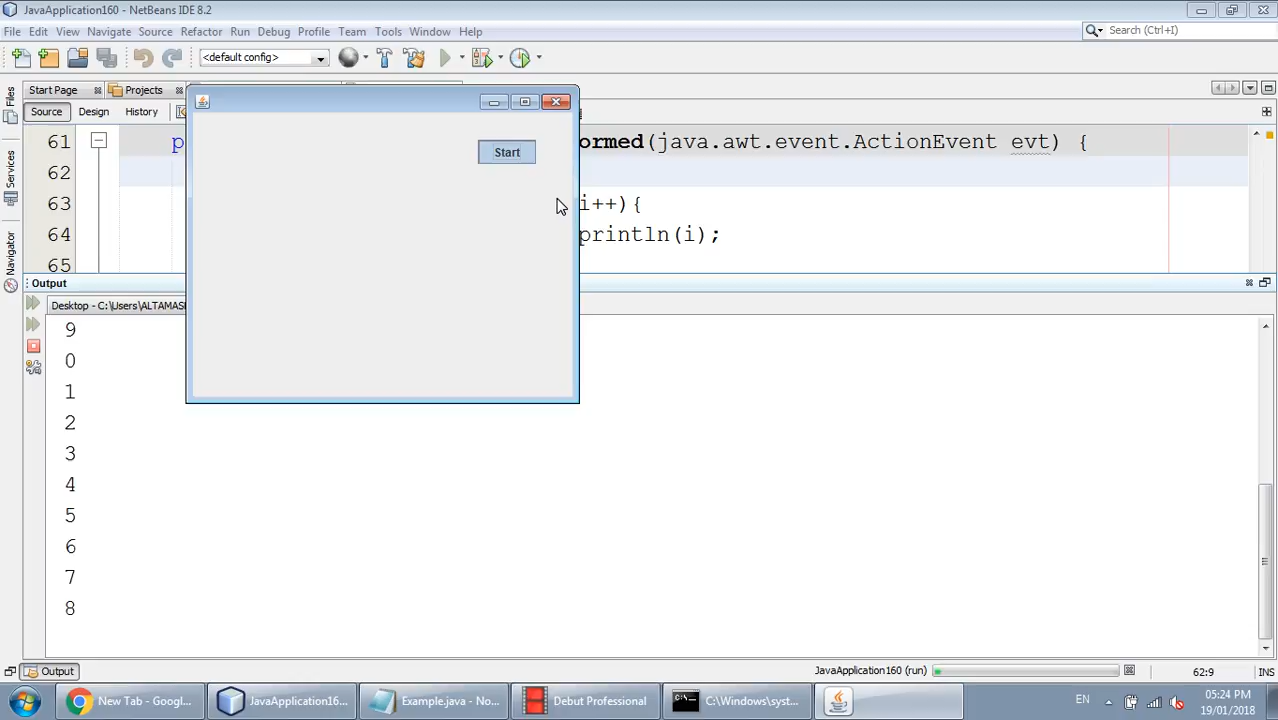 JavaApplication160 - NetBeans IDE 8.2
File Edit View Navigate Source Refactor Run Debug Profile Team Tools Window Help
Search (Ctrl+I)
<default config>
Files
Services
Navigator
Start Page
Projects
Source Design History
Start
61 p ormed(java.awt.event.ActionEvent evt) {
62
63 i++){
64 println(i);
65
Output
Desktop - C:\Users\ALTAMAS
9
0
1
2
3
4
5
6
7
8
Output
JavaApplication160 (run)
62:9
INS
New Tab - Googl...
JavaApplication16...
Example.java - No...
Debut Professional
C:\Windows\syst...
EN
05:24 PM
19/01/2018